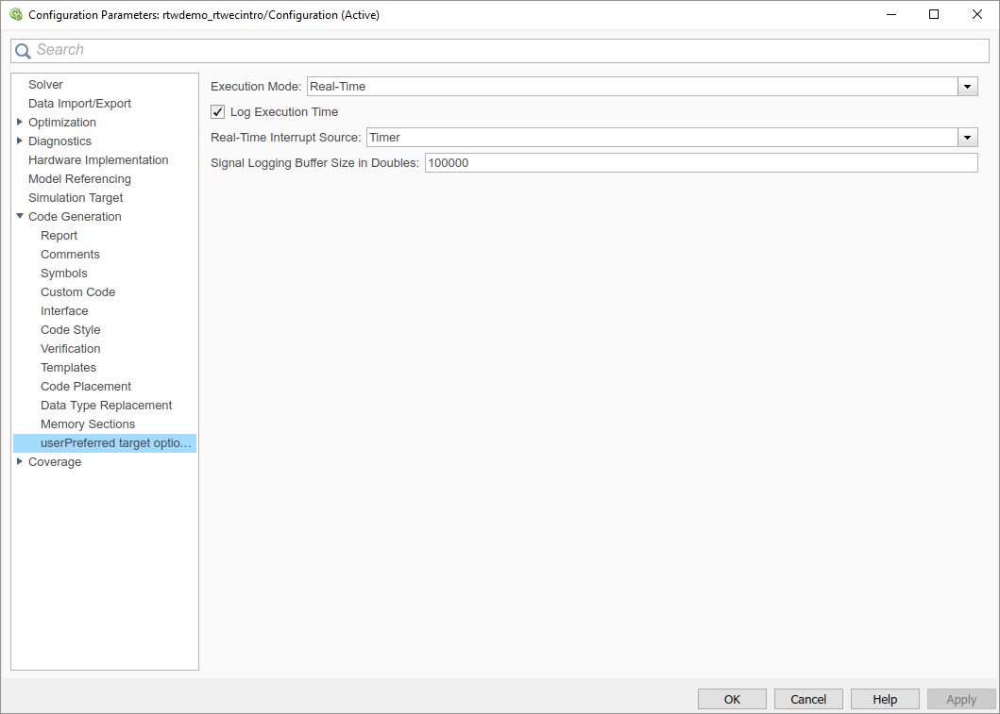 Configuration Parameters: rtwdemo_rtwecintro/Configuration (Active)
Search
Solver
Data Import/Export
Optimization
Diagnostics
Hardware Implementation
Model Referencing
Simulation Target
Code Generation
Report
Comments
Symbols
Custom Code
Interface
Code Style
Verification
Templates
Code Placement
Data Type Replacement
Memory Sections
userPreferred target optio...
Coverage
Execution Mode: Real-Time
Log Execution Time
Real-Time Interrupt Source: Timer
Signal Logging Buffer Size in Doubles: 100000
OK Cancel Help Apply